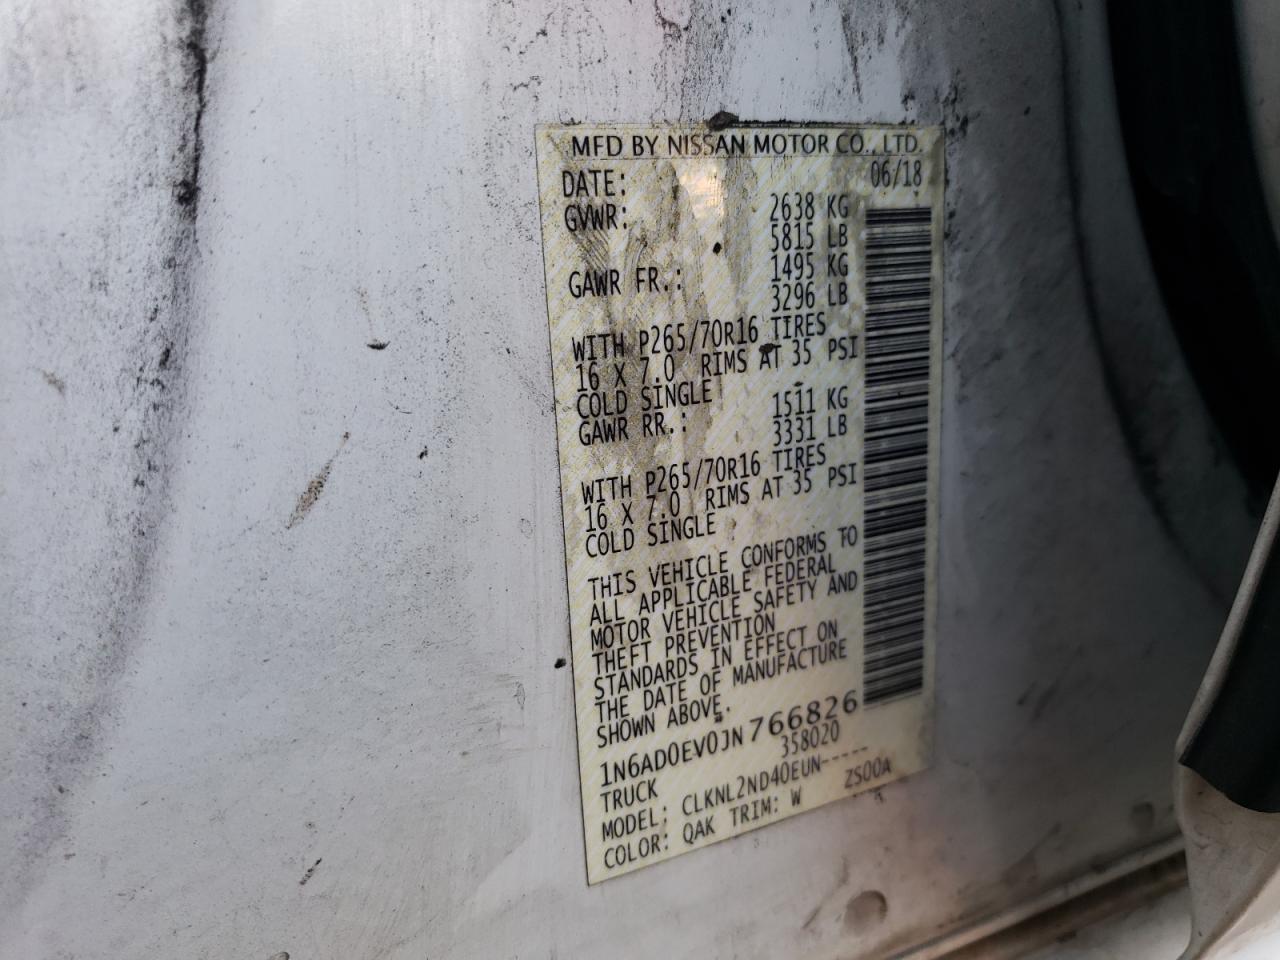 MFD BY NISSAN MOTOR CO., LTD.
DATE: 06/18
GVWR: 2638 KG
5815 LB
GAWR FR.: 1495 KG
3296 LB
WITH P265/70R16 TIRES
16 X 7.0 RIMS AT 35 PSI
COLD SINGLE
GAWR RR.: 1511 KG
3331 LB
WITH P265/70R16 TIRES
16 X 7.0 RIMS AT 35 PSI
COLD SINGLE
THIS VEHICLE CONFORMS TO
ALL APPLICABLE FEDERAL
MOTOR VEHICLE SAFETY AND
THEFT PREVENTION
STANDARDS IN EFFECT ON
THE DATE OF MANUFACTURE
SHOWN ABOVE.
1N6AD0EV0JN766826
TRUCK 358020
MODEL: CLKNL2ND40EUN-----
COLOR: QAK TRIM: W ZS00A